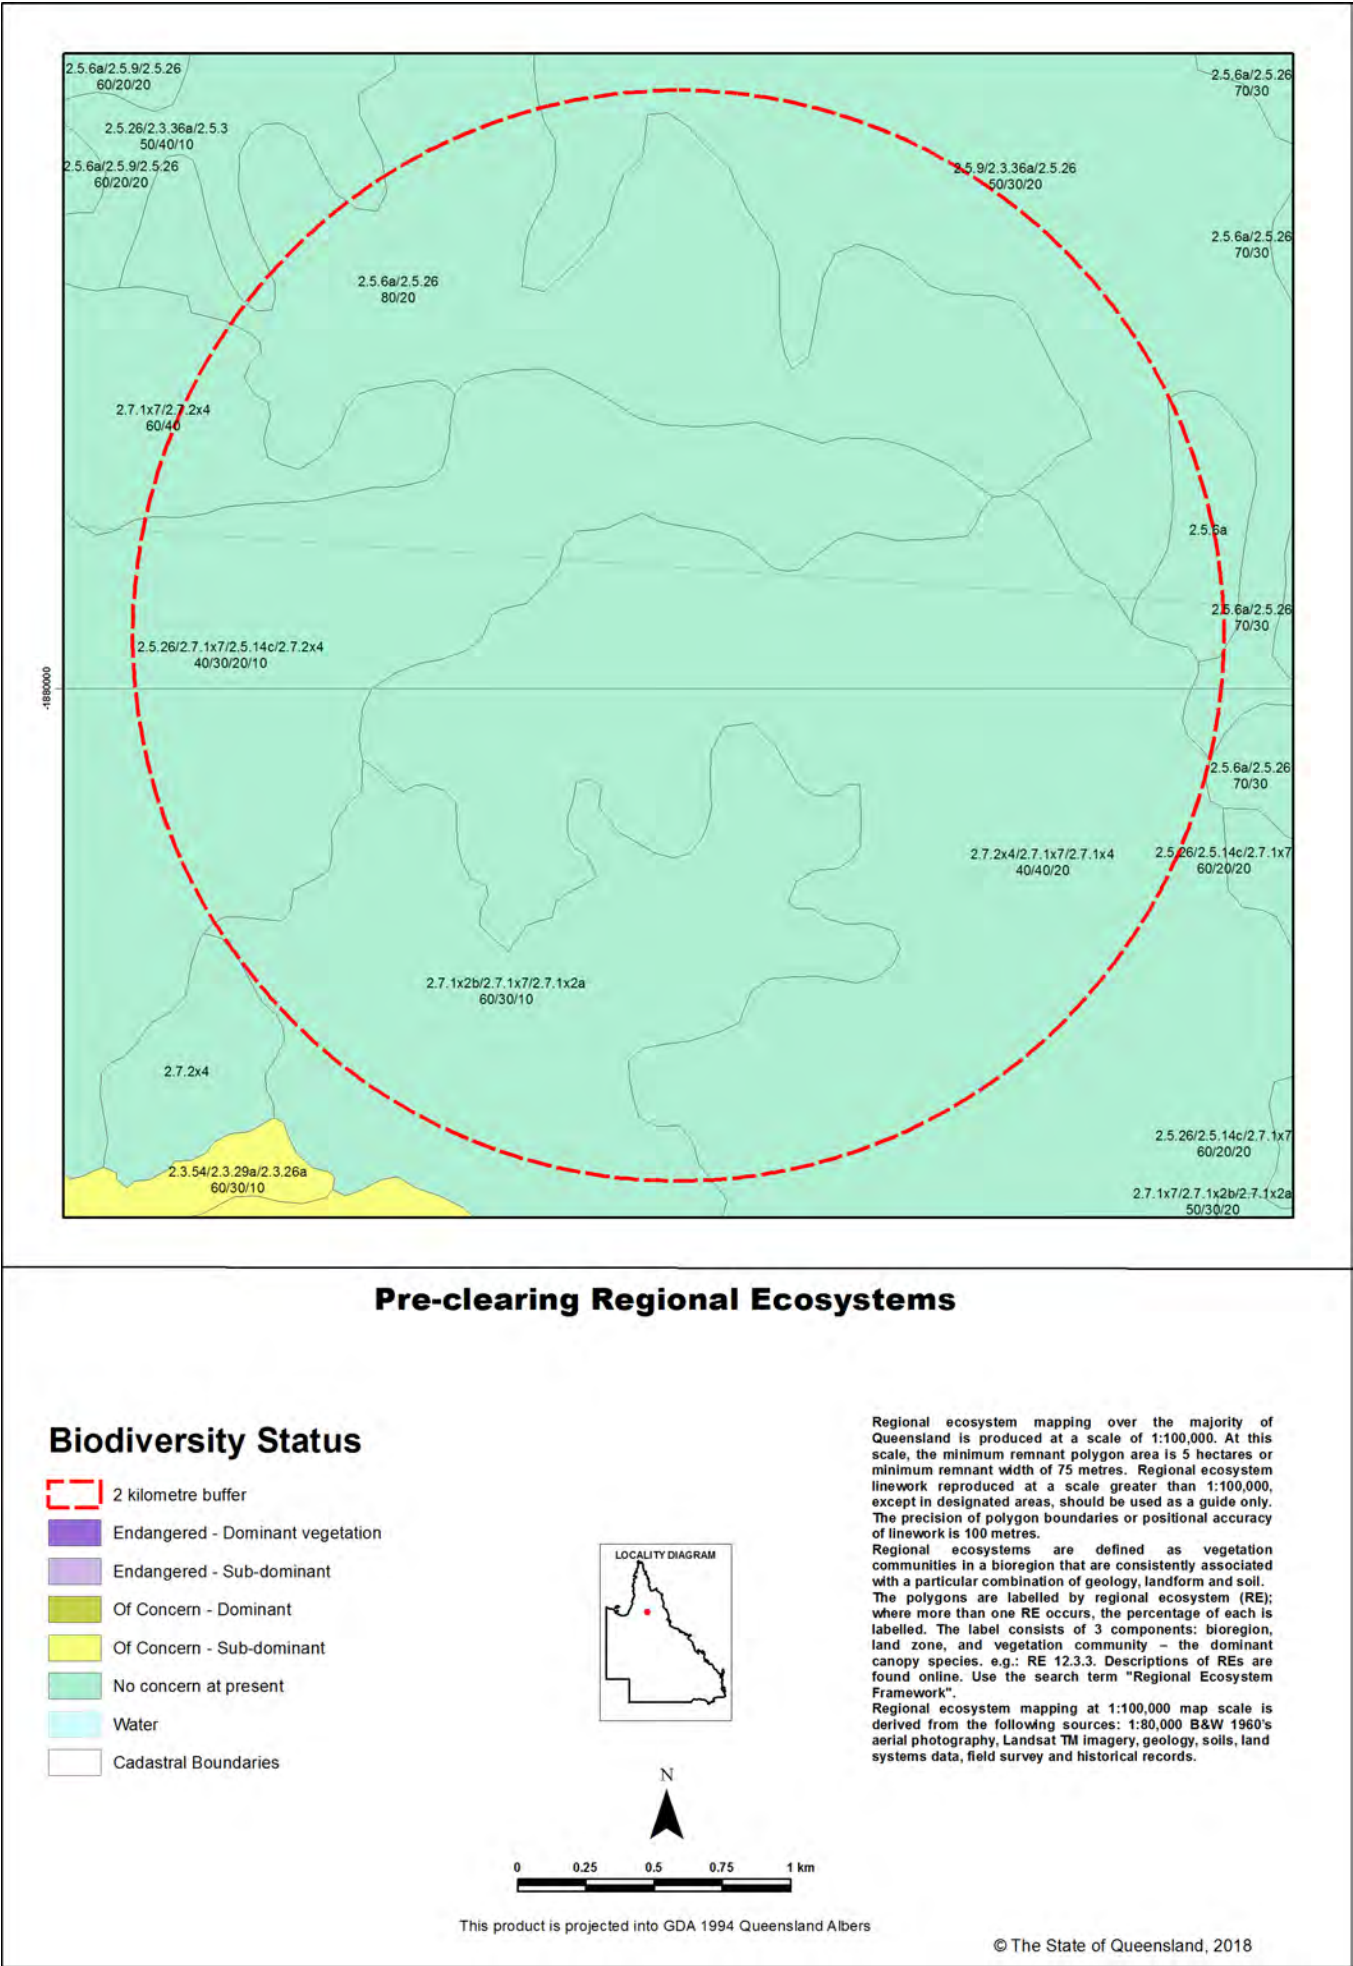 2.5.6a/2.5.9/2.5.26
60/20/20
2.5.6a/2.5.26
70/30
2.5.26/2.3.36a/2.5.3
50/40/10
2.5.6a/2.5.9/2.5.26
60/20/20
2.5.9/2.3.36a/2.5.26
50/30/20
2.5.6a/2.5.26
70/30
2.5.6a/2.5.26
80/20
2.7.1x7/2.7.2x4
60/40
2.5.6a
2.5.6a/2.5.26
70/30
2.5.26/2.7.1x7/2.5.14c/2.7.2x4
40/30/20/10
-1880000
2.5.6a/2.5.26
70/30
2.7.2x4/2.7.1x7/2.7.1x4
40/40/20
2.5.26/2.5.14c/2.7.1x7
60/20/20
2.7.1x2b/2.7.1x7/2.7.1x2a
60/30/10
2.7.2x4
2.5.26/2.5.14c/2.7.1x7
60/20/20
2.3.54/2.3.29a/2.3.26a
60/30/10
2.7.1x7/2.7.1x2b/2.7.1x2a
50/30/20
Pre-clearing Regional Ecosystems
Biodiversity Status
2 kilometre buffer
Endangered - Dominant vegetation
Endangered - Sub-dominant
Of Concern - Dominant
Of Concern - Sub-dominant
No concern at present
Water
Cadastral Boundaries
LOCALITY DIAGRAM
N
0 0.25 0.5 0.75 1 km
This product is projected into GDA 1994 Queensland Albers
Regional ecosystem mapping over the majority of
Queensland is produced at a scale of 1:100,000. At this
scale, the minimum remnant polygon area is 5 hectares or
minimum remnant width of 75 metres. Regional ecosystem
linework reproduced at a scale greater than 1:100,000,
except in designated areas, should be used as a guide only.
The precision of polygon boundaries or positional accuracy
of linework is 100 metres.
Regional ecosystems are defined as vegetation
communities in a bioregion that are consistently associated
with a particular combination of geology, landform and soil.
The polygons are labelled by regional ecosystem (RE);
where more than one RE occurs, the percentage of each is
labelled. The label consists of 3 components: bioregion,
land zone, and vegetation community – the dominant
canopy species. e.g.: RE 12.3.3. Descriptions of REs are
found online. Use the search term "Regional Ecosystem
Framework".
Regional ecosystem mapping at 1:100,000 map scale is
derived from the following sources: 1:80,000 B&W 1960's
aerial photography, Landsat TM imagery, geology, soils, land
systems data, field survey and historical records.
© The State of Queensland, 2018